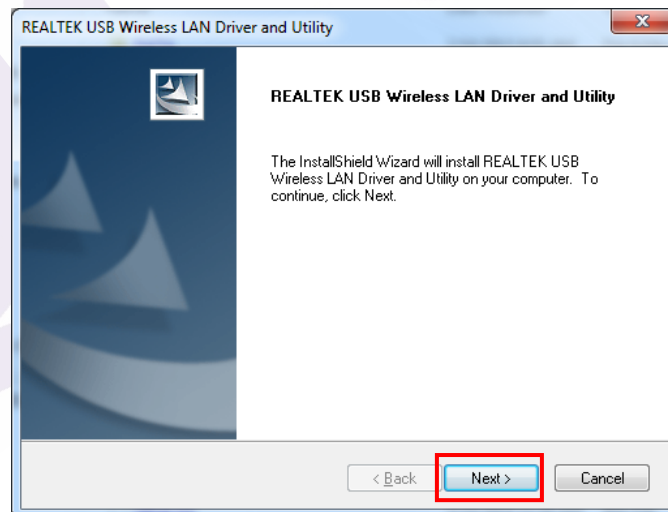 REALTEK USB Wireless LAN Driver and Utility
REALTEK USB Wireless LAN Driver and Utility
The InstallShield Wizard will install REALTEK USB
Wireless LAN Driver and Utility on your computer. To
continue, click Next.
< Back
Next >
Cancel